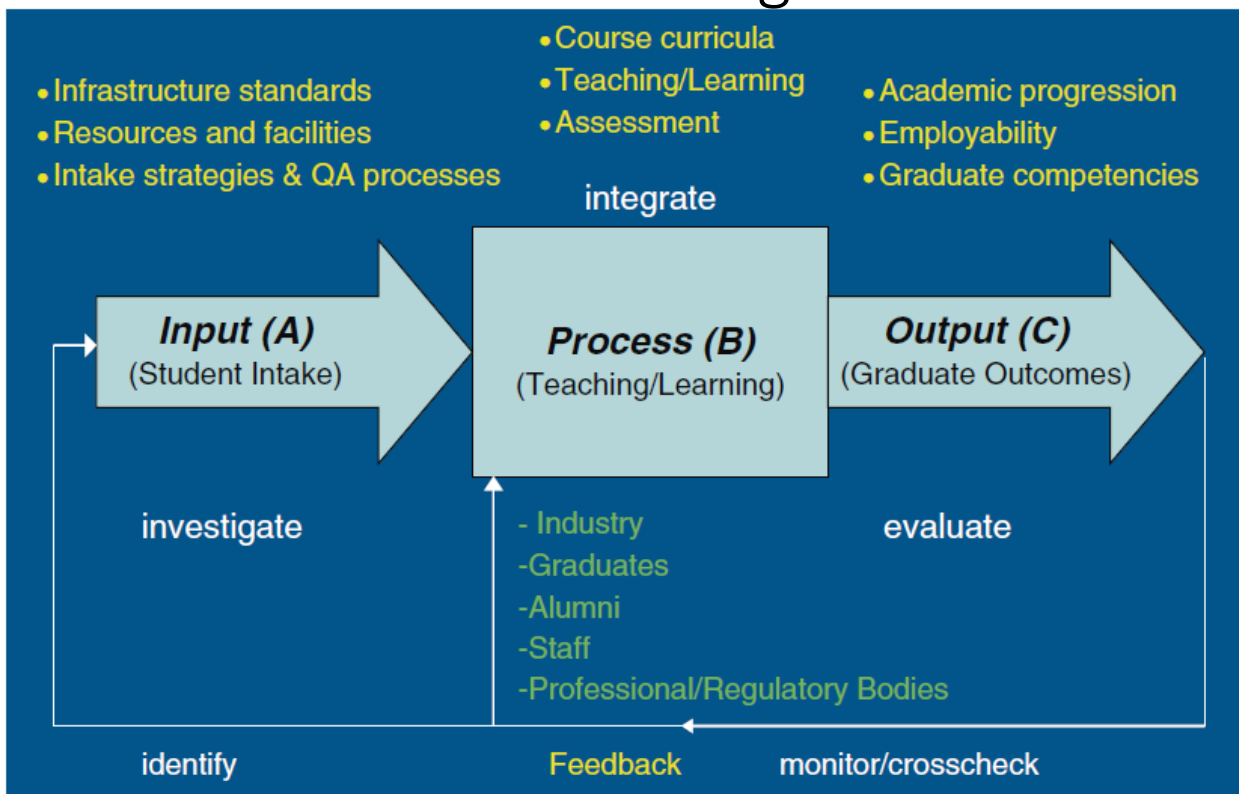 • Course curricula
• Teaching/Learning
• Assessment
• Infrastructure standards
• Resources and facilities
• Intake strategies & QA processes
• Academic progression
• Employability
• Graduate competencies
integrate
Input (A)
(Student Intake)
Process (B)
(Teaching/Learning)
Output (C)
(Graduate Outcomes)
investigate
- Industry
-Graduates
-Alumni
-Staff
-Professional/Regulatory Bodies
evaluate
identify
Feedback
monitor/crosscheck